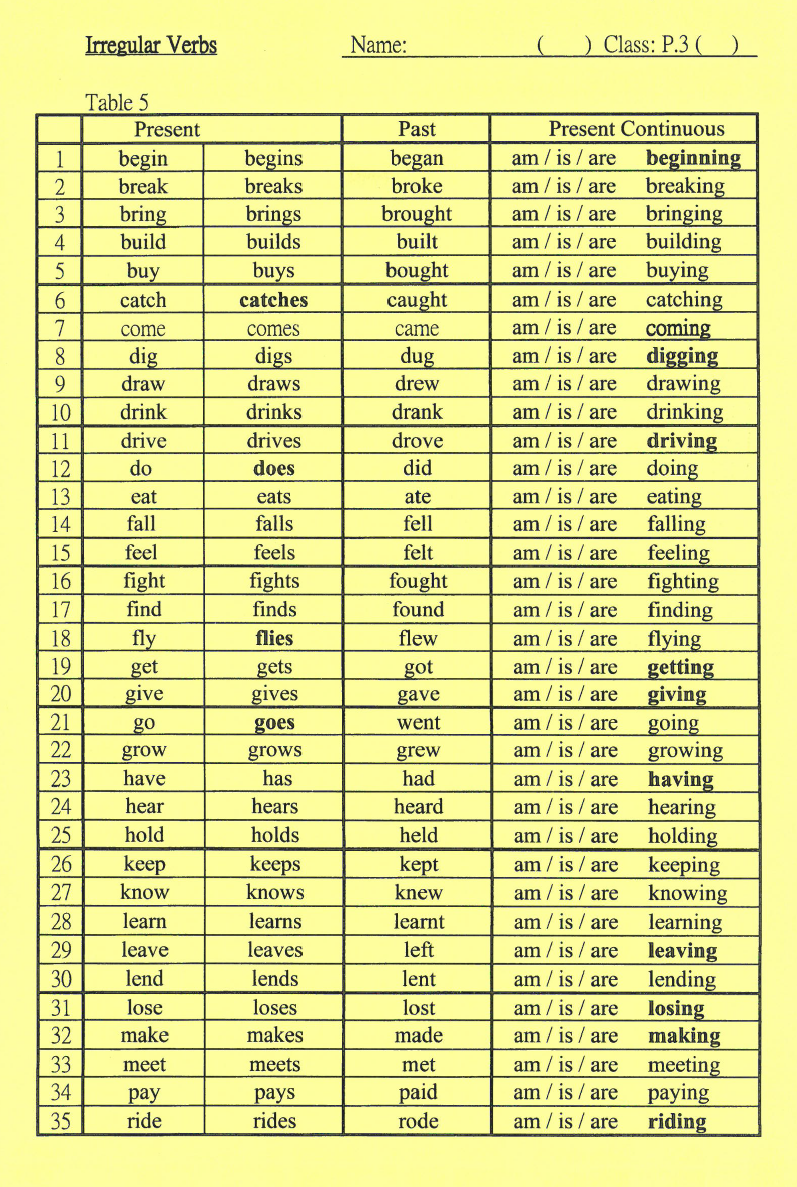 Irregular Verbs Name: ( ) Class: P.3 ( )
Table 5
Present Past Present Continuous
1 begin begins began am / is / are beginning
2 break breaks broke am / is / are breaking
3 bring brings brought am / is / are bringing
4 build builds built am / is / are building
5 buy buys bought am / is / are buying
6 catch catches caught am / is / are catching
7 come comes came am / is / are coming
8 dig digs dug am / is / are digging
9 draw draws drew am / is / are drawing
10 drink drinks drank am / is / are drinking
11 drive drives drove am / is / are driving
12 do does did am / is / are doing
13 eat eats ate am / is / are eating
14 fall falls fell am / is / are falling
15 feel feels felt am / is / are feeling
16 fight fights fought am / is / are fighting
17 find finds found am / is / are finding
18 fly flies flew am / is / are flying
19 get gets got am / is / are getting
20 give gives gave am / is / are giving
21 go goes went am / is / are going
22 grow grows grew am / is / are growing
23 have has had am / is / are having
24 hear hears heard am / is / are hearing
25 hold holds held am / is / are holding
26 keep keeps kept am / is / are keeping
27 know knows knew am / is / are knowing
28 learn learns learnt am / is / are learning
29 leave leaves left am / is / are leaving
30 lend lends lent am / is / are lending
31 lose loses lost am / is / are losing
32 make makes made am / is / are making
33 meet meets met am / is / are meeting
34 pay pays paid am / is / are paying
35 ride rides rode am / is / are riding